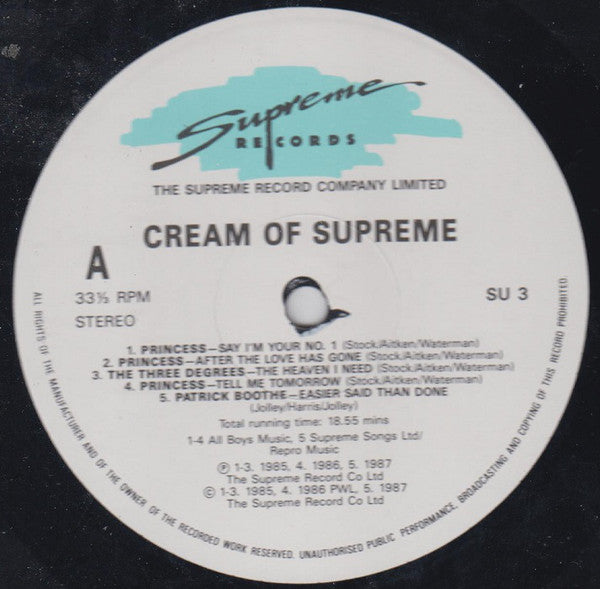 Supreme
RECORDS
THE SUPREME RECORD COMPANY LIMITED
CREAM OF SUPREME
A
33⅓ RPM
STEREO
SU 3
1. PRINCESS—SAY I'M YOUR NO. 1 (Stock/Aitken/Waterman)
2. PRINCESS—AFTER THE LOVE HAS GONE (Stock/Aitken/Waterman)
3. THE THREE DEGREES—THE HEAVEN I NEED (Stock/Aitken/Waterman)
4. PRINCESS—TELL ME TOMORROW (Stock/Aitken/Waterman)
5. PATRICK BOOTHE—EASIER SAID THAN DONE
(Jolley/Harris/Jolley)
Total running time: 18.55 mins
1-4 All Boys Music, 5 Supreme Songs Ltd/
Repro Music
℗ 1-3. 1985, 4. 1986, 5. 1987
The Supreme Record Co Ltd
© 1-3. 1985, 4. 1986 PWL, 5. 1987
The Supreme Record Co Ltd
ALL RIGHTS OF THE MANUFACTURER AND OF THE OWNER OF THE RECORDED WORK RESERVED. UNAUTHORISED PUBLIC PERFORMANCE, BROADCASTING AND COPYING OF THIS RECORD PROHIBITED.